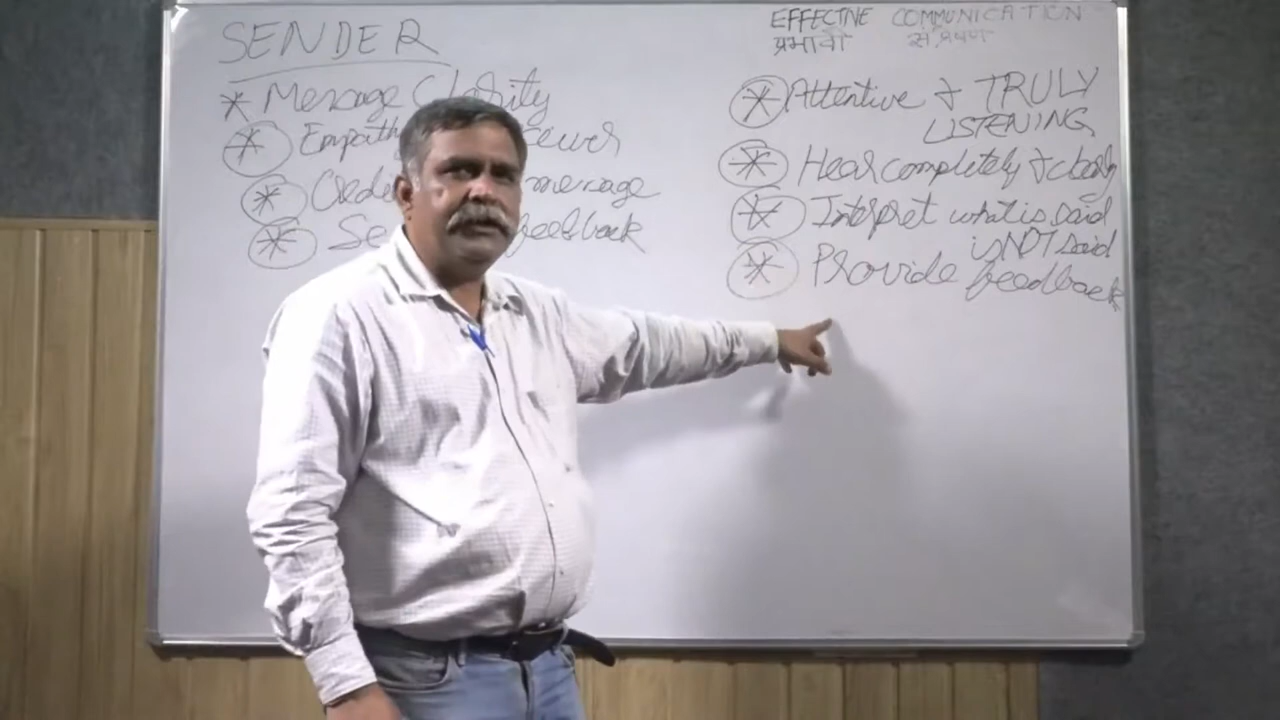 SENDER
* Message Clarity
* Empath
* message
* Se feedback
EFFECTIVE COMMUNICATION
प्रभावी संप्रेषण
* Attentive & TRULY
LISTENING
* Hear completely & clearly
* Interpret what is said
is NOT said
* Provide feedback